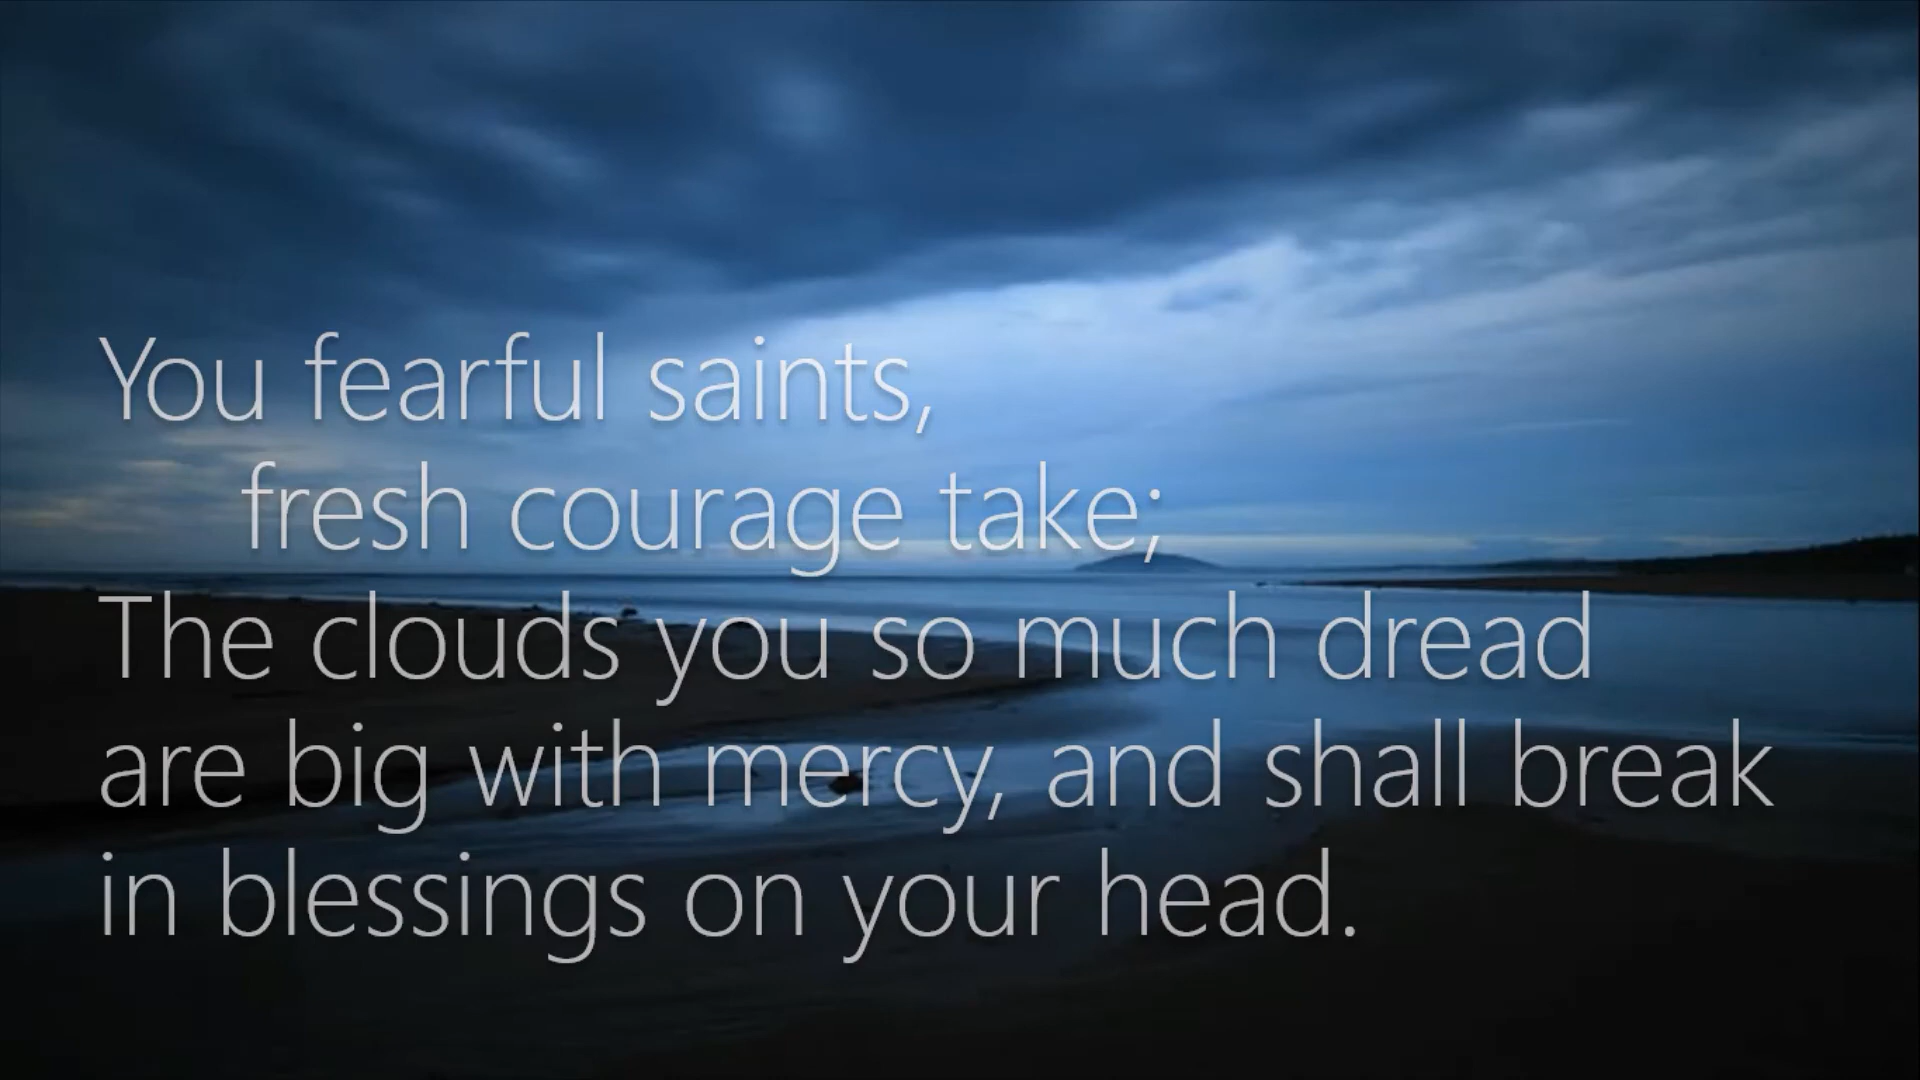 You fearful saints,
fresh courage take;
The clouds you so much dread
are big with mercy, and shall break
in blessings on your head.